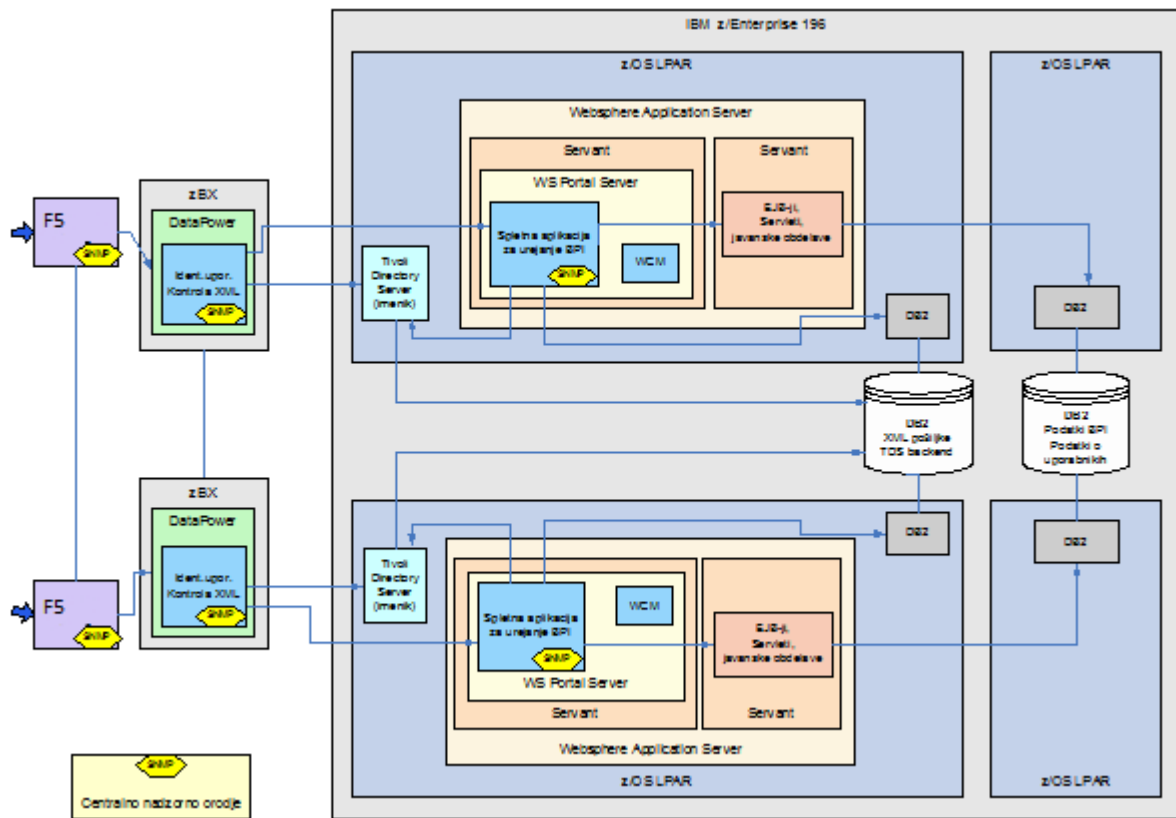 IBM z/Enterprise 196
z/OS LPAR
z/OS LPAR
Websphere Application Server
Servant
Servant
WS Portal Server
zBX
DataPower
F5
SNMP
Ident.upor.
Kontrola XML
SNMP
Tivoli
Directory
Server
(imenik)
Spletna aplikacija
za urejanje BPI
SNMP
WCM
EJB-ji,
Servleti,
javanske obdelave
DB2
DB2
DB2
XML pošiljke
TDS backend
DB2
Podatki BPI
Podatki o
uporabnikih
zBX
DataPower
F5
SNMP
Ident.upor.
Kontrola XML
SNMP
Tivoli
Directory
Server
(imenik)
Spletna aplikacija
za urejanje BPI
SNMP
WCM
EJB-ji,
Servleti,
javanske obdelave
DB2
DB2
WS Portal Server
Servant
Servant
Websphere Application Server
z/OS LPAR
z/OS LPAR
SNMP
Centralno nadzorno orodje